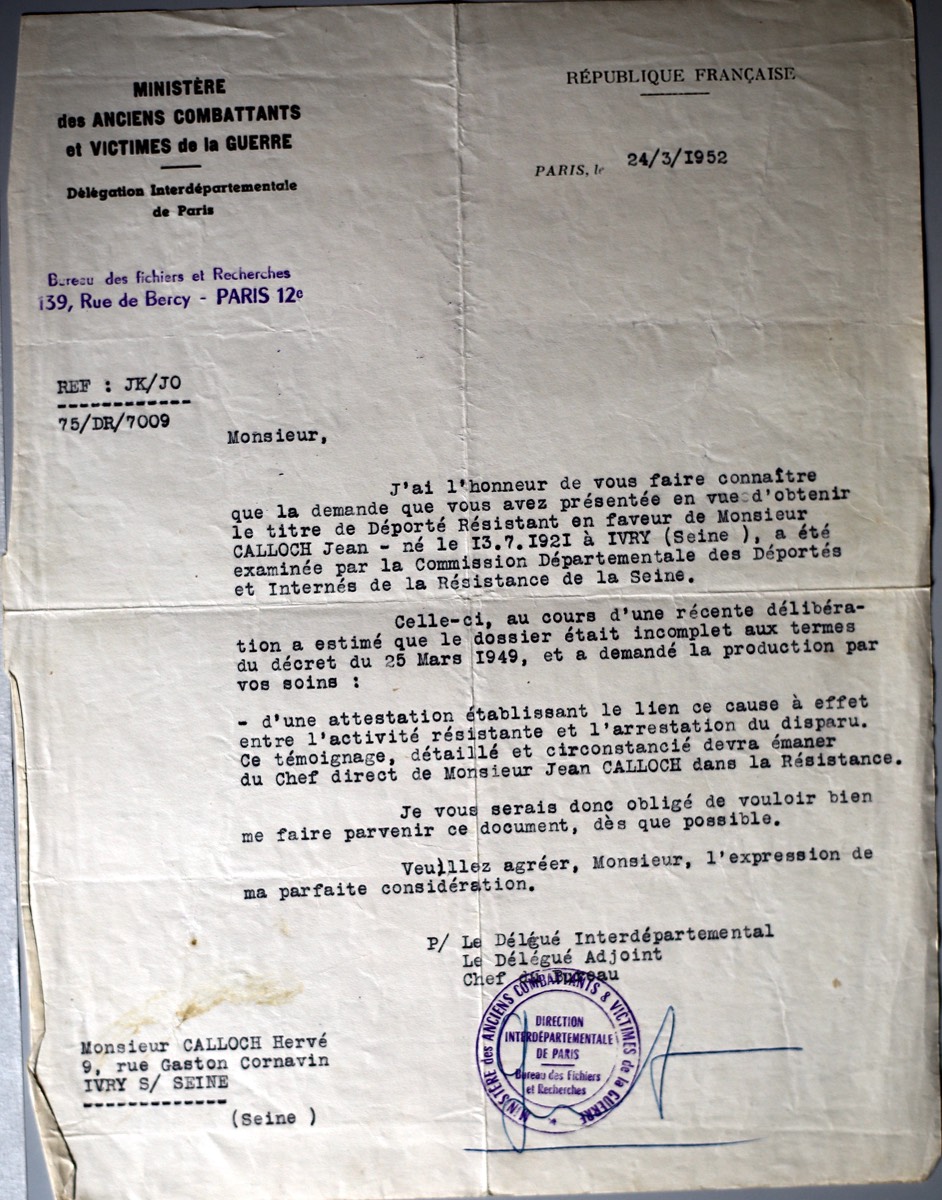 MINISTÈRE
des ANCIENS COMBATTANTS
et VICTIMES de la GUERRE
Délégation Interdépartementale
de Paris
RÉPUBLIQUE FRANÇAISE
PARIS, le 24/3/1952
Bureau des fichiers et Recherches
139, Rue de Bercy - PARIS 12e
REF : JK/JO
75/DR/7009
Monsieur,
J'ai l'honneur de vous faire connaître
que la demande que vous avez présentée en vue d'obtenir
le titre de Déporté Résistant en faveur de Monsieur
CALLOCH Jean - né le I3.7.I92I à IVRY (Seine ), a été
examinée par la Commission Départementale des Déportés
et Internés de la Résistance de la Seine.
Celle-ci, au cours d'une récente délibéra-
tion a estimé que le dossier était incomplet aux termes
du décret du 25 Mars I949, et a demandé la production par
vos soins :
- d'une attestation établissant le lien ce cause à effet
entre l'activité résistante et l'arrestation du disparu.
Ce témoignage, détaillé et circonstancié devra émaner
du Chef direct de Monsieur Jean CALLOCH dans la Résistance.
Je vous serais donc obligé de vouloir bien
me faire parvenir ce document, dès que possible.
Veuillez agréer, Monsieur, l'expression de
ma parfaite considération.
P/ Le Délégué Interdépartemental
Le Délégué Adjoint
Chef du Bureau
MINISTÈRE des ANCIENS COMBATTANTS & VICTIMES de la GUERRE
DIRECTION
INTERDÉPARTEMENTALE
DE PARIS
Bureau des Fichiers
et Recherches
Monsieur CALLOCH Hervé
9, rue Gaston Cornavin
IVRY S/ SEINE
(Seine )